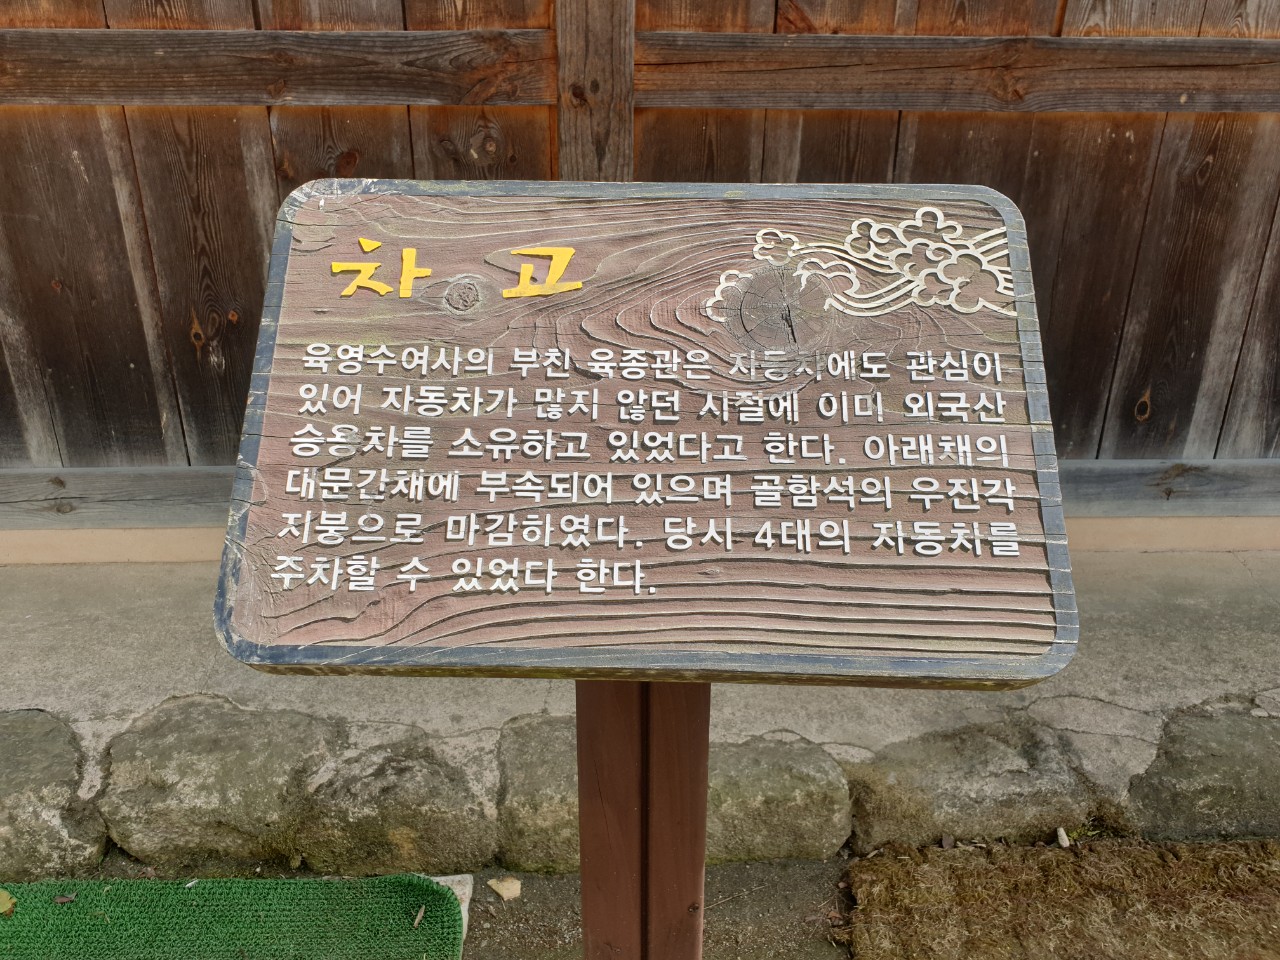 차 고
육영수여사의 부친 육종관은 자동차에도 관심이
있어 자동차가 많지 않던 시절에 이미 외국산
승용차를 소유하고 있었다고 한다. 아래채의
대문간채에 부속되어 있으며 골함석의 우진각
지붕으로 마감하였다. 당시 4대의 자동차를
주차할 수 있었다 한다.